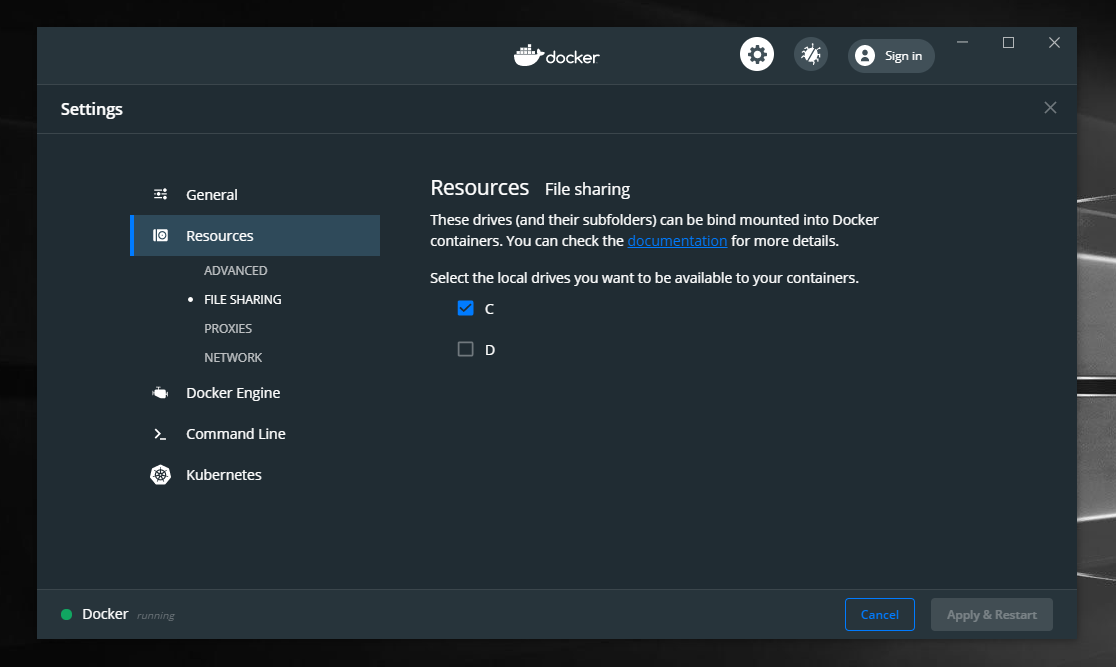 docker
Sign in
Settings
General
Resources
ADVANCED
FILE SHARING
PROXIES
NETWORK
Docker Engine
Command Line
Kubernetes
Resources File sharing
These drives (and their subfolders) can be bind mounted into Docker
containers. You can check the documentation for more details.
Select the local drives you want to be available to your containers.
C
D
Docker running
Cancel
Apply & Restart